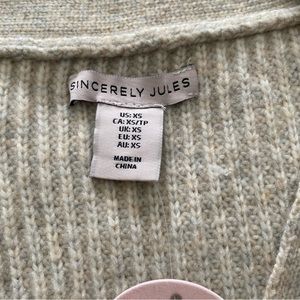 SINCERELY JULES
US: XS
CA: XS/TP
UK: XS
EU: XS
AU: XS
MADE IN
CHINA